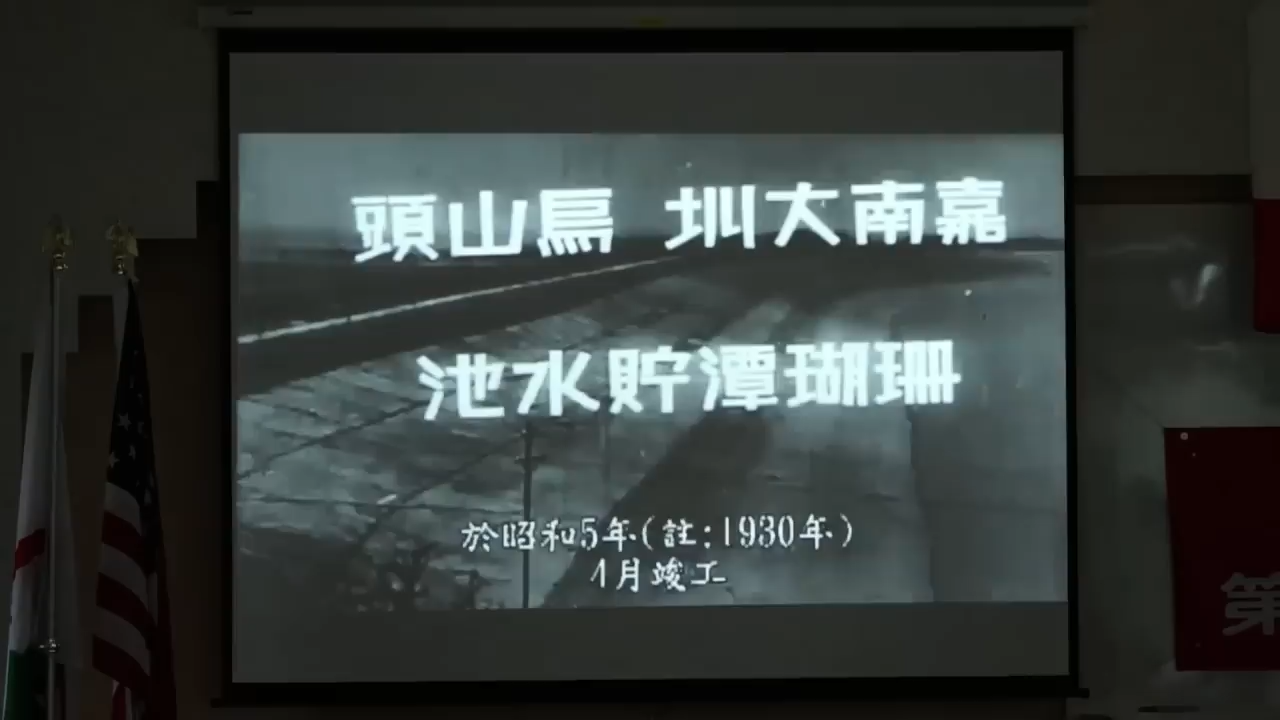 嘉南大圳 烏山頭
珊瑚潭貯水池
於昭和5年(註:1930年)
4月竣工
第